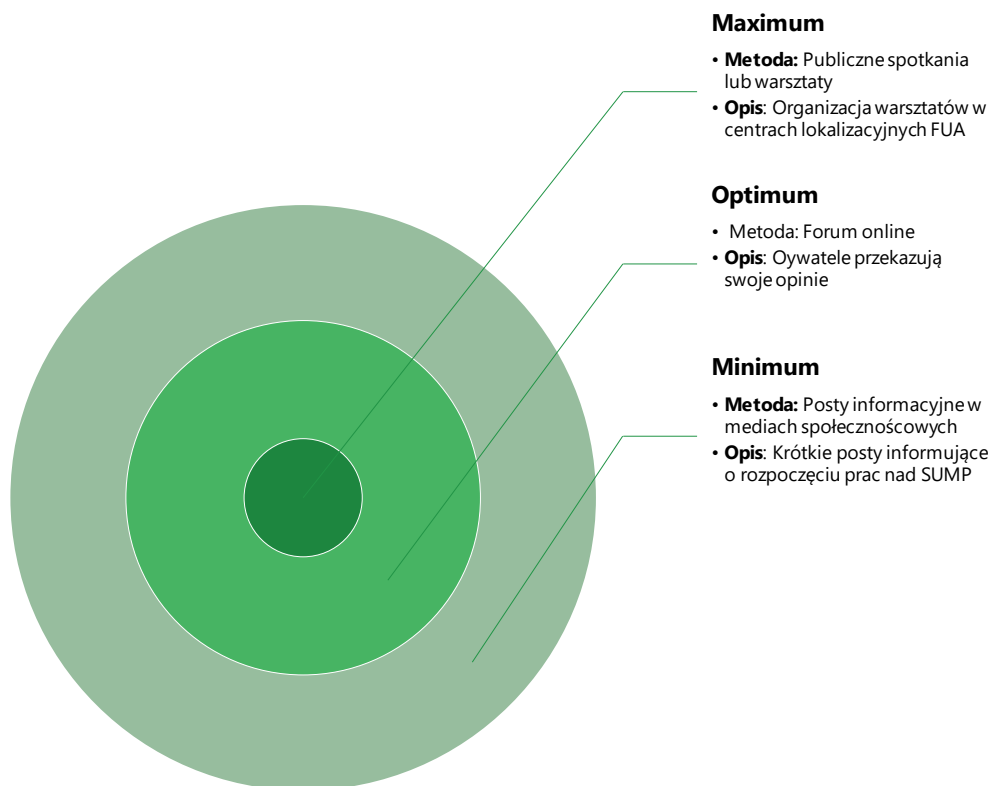 Maximum
• Metoda: Publiczne spotkania
lub warsztaty
• Opis: Organizacja warsztatów w
centrach lokalizacyjnych FUA
Optimum
• Metoda: Forum online
• Opis: Oywatele przekazują
swoje opinie
Minimum
• Metoda: Posty informacyjne w
mediach społecznoścowych
• Opis: Krótkie posty informujące
o rozpoczęciu prac nad SUMP